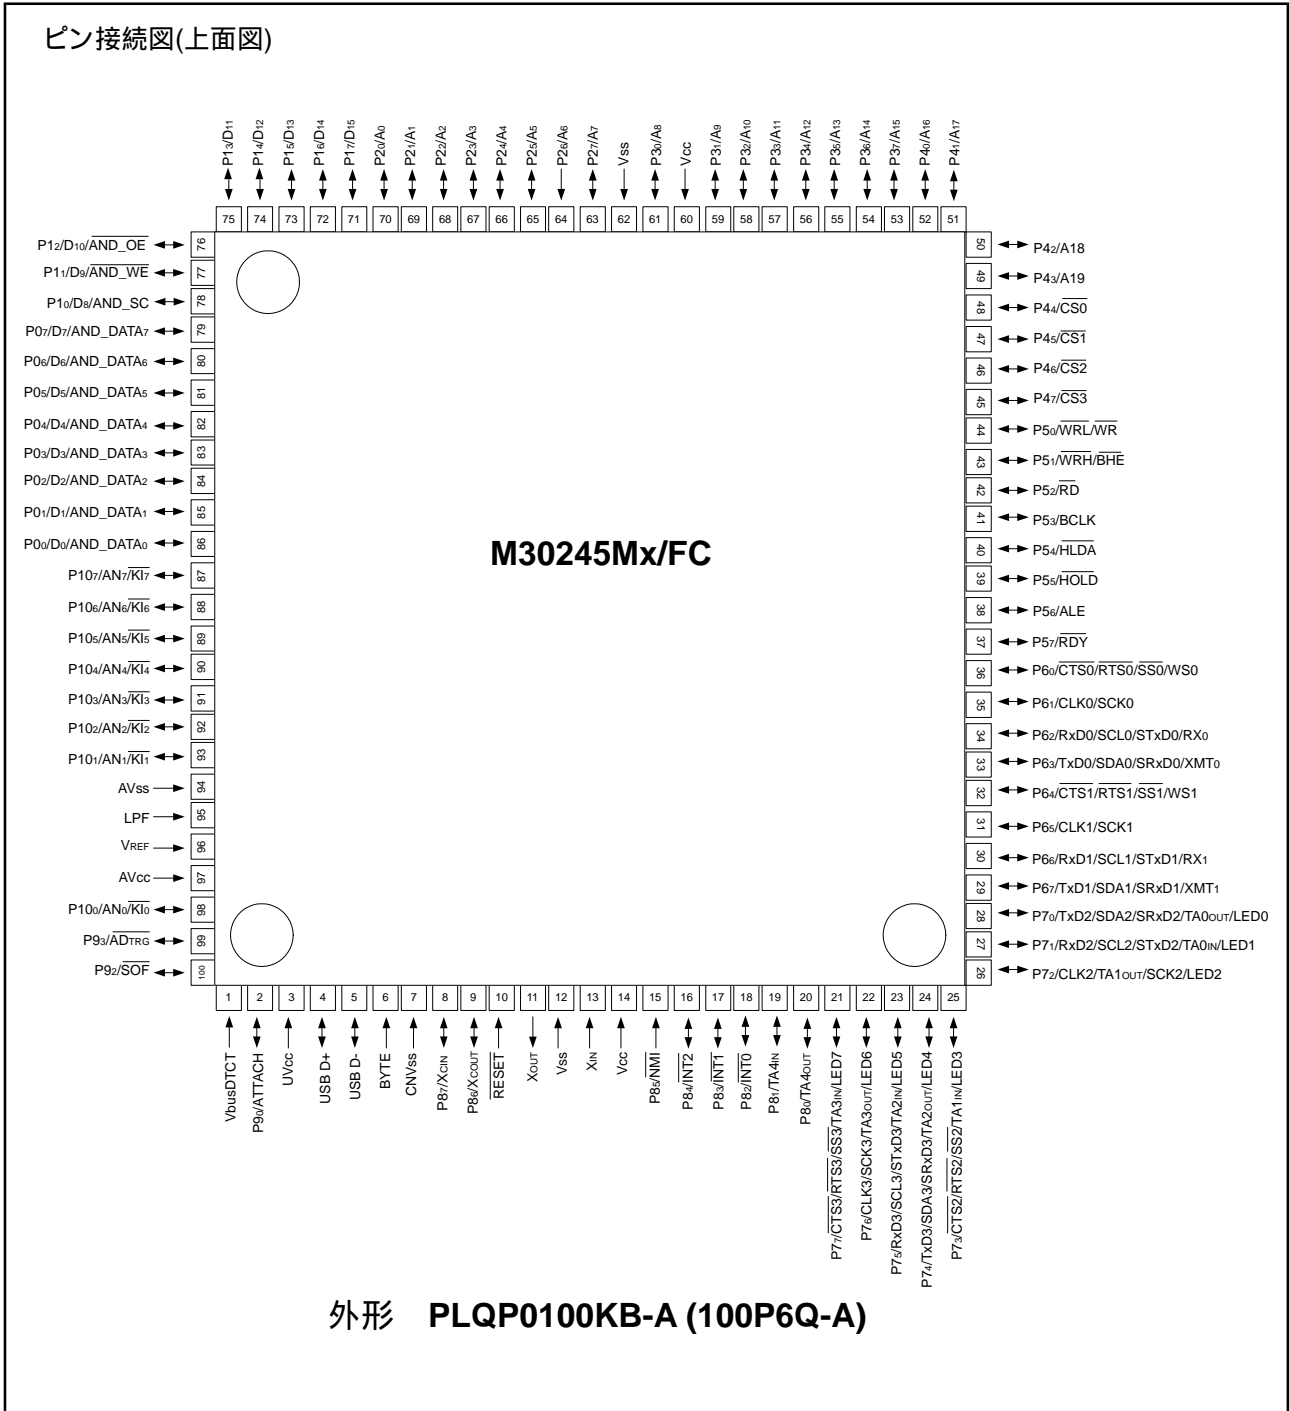 ピン接続図(上面図)
P13/D11
P14/D12
P15/D13
P16/D14
P17/D15
P20/A0
P21/A1
P22/A2
P23/A3
P24/A4
P25/A5
P26/A6
P27/A7
Vss
P30/A8
Vcc
P31/A9
P32/A10
P33/A11
P34/A12
P35/A13
P36/A14
P37/A15
P40/A16
P41/A17
75 74 73 72 71 70 69 68 67 66 65 64 63 62 61 60 59 58 57 56 55 54 53 52 51
P12/D10/AND_OE 76
P11/D9/AND_WE 77
P10/D8/AND_SC 78
P07/D7/AND_DATA7 79
P06/D6/AND_DATA6 80
P05/D5/AND_DATA5 81
P04/D4/AND_DATA4 82
P03/D3/AND_DATA3 83
P02/D2/AND_DATA2 84
P01/D1/AND_DATA1 85
P00/D0/AND_DATA0 86
P107/AN7/KI7 87
P106/AN6/KI6 88
P105/AN5/KI5 89
P104/AN4/KI4 90
P103/AN3/KI3 91
P102/AN2/KI2 92
P101/AN1/KI1 93
AVss 94
LPF 95
VREF 96
AVcc 97
P100/AN0/KI0 98
P93/ADTRG 99
P92/SOF 100
M30245Mx/FC
50 P42/A18
49 P43/A19
48 P44/CS0
47 P45/CS1
46 P46/CS2
45 P47/CS3
44 P50/WRL/WR
43 P51/WRH/BHE
42 P52/RD
41 P53/BCLK
40 P54/HLDA
39 P55/HOLD
38 P56/ALE
37 P57/RDY
36 P60/CTS0/RTS0/SS0/WS0
35 P61/CLK0/SCK0
34 P62/RxD0/SCL0/STxD0/RX0
33 P63/TxD0/SDA0/SRxD0/XMT0
32 P64/CTS1/RTS1/SS1/WS1
31 P65/CLK1/SCK1
30 P66/RxD1/SCL1/STxD1/RX1
29 P67/TxD1/SDA1/SRxD1/XMT1
28 P70/TxD2/SDA2/SRxD2/TA0OUT/LED0
27 P71/RxD2/SCL2/STxD2/TA0IN/LED1
26 P72/CLK2/TA1OUT/SCK2/LED2
1 2 3 4 5 6 7 8 9 10 11 12 13 14 15 16 17 18 19 20 21 22 23 24 25
VbusDTCT
P90/ATTACH
UVcc
USB D+
USB D-
BYTE
CNVss
P87/XCIN
P86/XCOUT
RESET
XOUT
Vss
XIN
Vcc
P85/NMI
P84/INT2
P83/INT1
P82/INT0
P81/TA4IN
P80/TA4OUT
P77/CTS3/RTS3/SS3/TA3IN/LED7
P76/CLK3/SCK3/TA3OUT/LED6
P75/RxD3/SCL3/STxD3/TA2IN/LED5
P74/TxD3/SDA3/SRxD3/TA2OUT/LED4
P73/CTS2/RTS2/SS2/TA1IN/LED3
外形 PLQP0100KB-A (100P6Q-A)